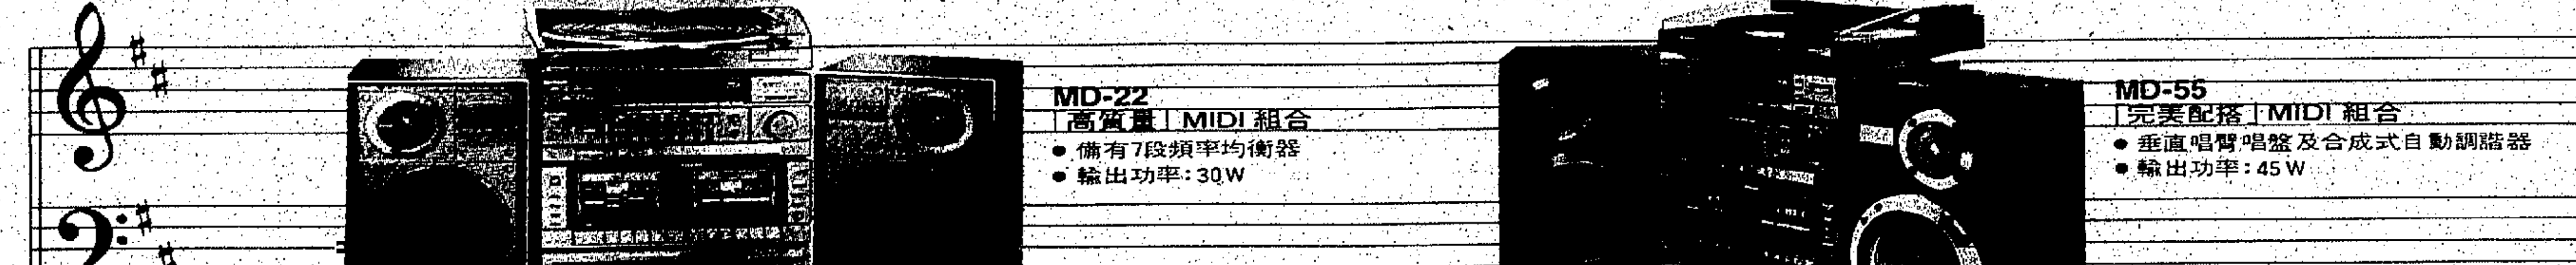 MD-22
「高質量」MIDI 組合
● 備有7段頻率均衡器
● 輸出功率：30W
MD-55
「完美配搭」MIDI 組合
● 垂直唱臂唱盤及合成式自動調諧器
● 輸出功率：45W